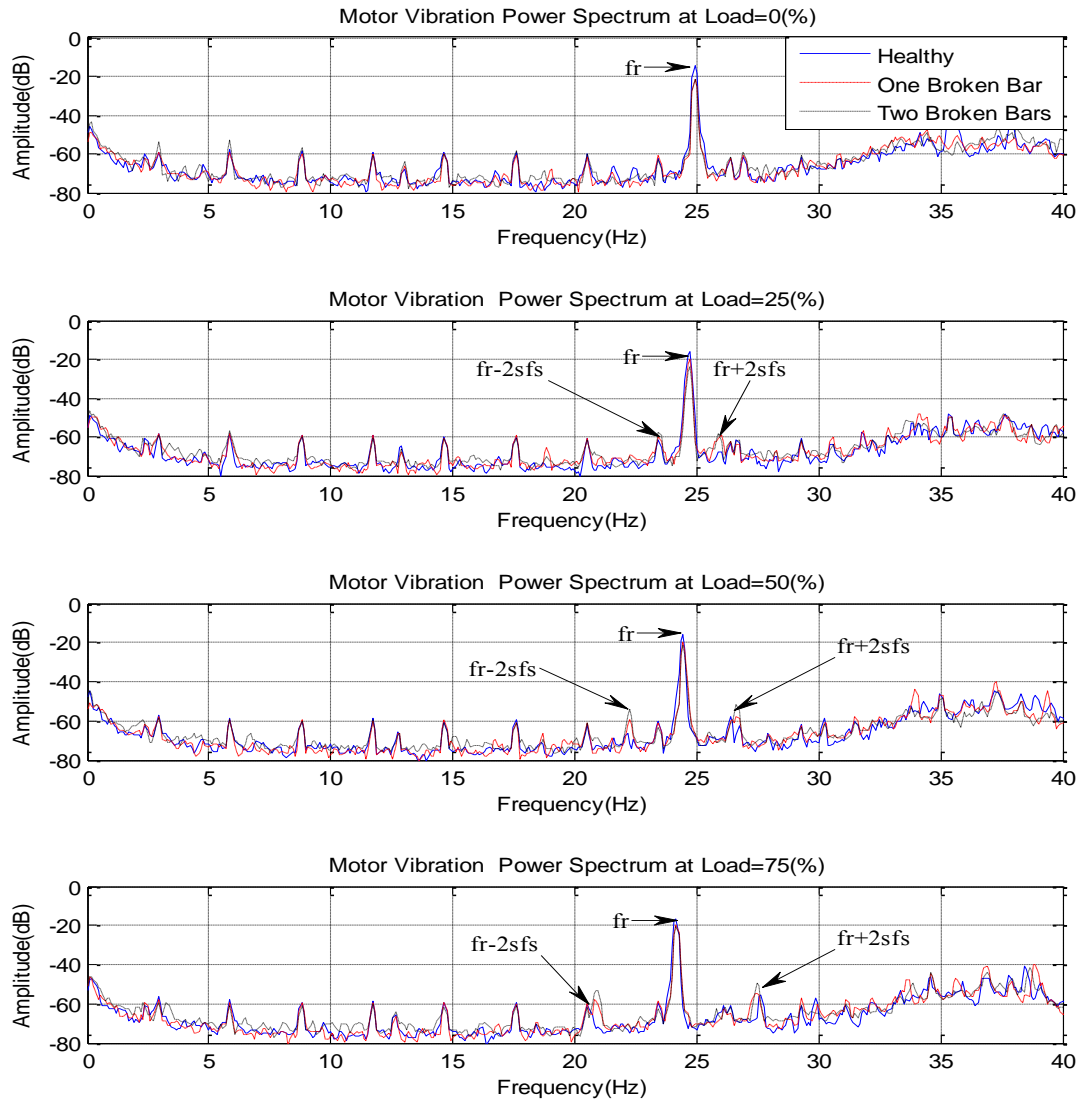 Motor Vibration Power Spectrum at Load=0(%)
0
-20
-40
-60
-80
Amplitude(dB)
fr
Healthy
One Broken Bar
Two Broken Bars
0 5 10 15 20 25 30 35 40
Frequency(Hz)
Motor Vibration Power Spectrum at Load=25(%)
0
-20
-40
-60
-80
Amplitude(dB)
fr
fr-2sfs
fr+2sfs
0 5 10 15 20 25 30 35 40
Frequency(Hz)
Motor Vibration Power Spectrum at Load=50(%)
0
-20
-40
-60
-80
Amplitude(dB)
fr
fr-2sfs
fr+2sfs
0 5 10 15 20 25 30 35 40
Frequency(Hz)
Motor Vibration Power Spectrum at Load=75(%)
0
-20
-40
-60
-80
Amplitude(dB)
fr
fr-2sfs
fr+2sfs
0 5 10 15 20 25 30 35 40
Frequency(Hz)